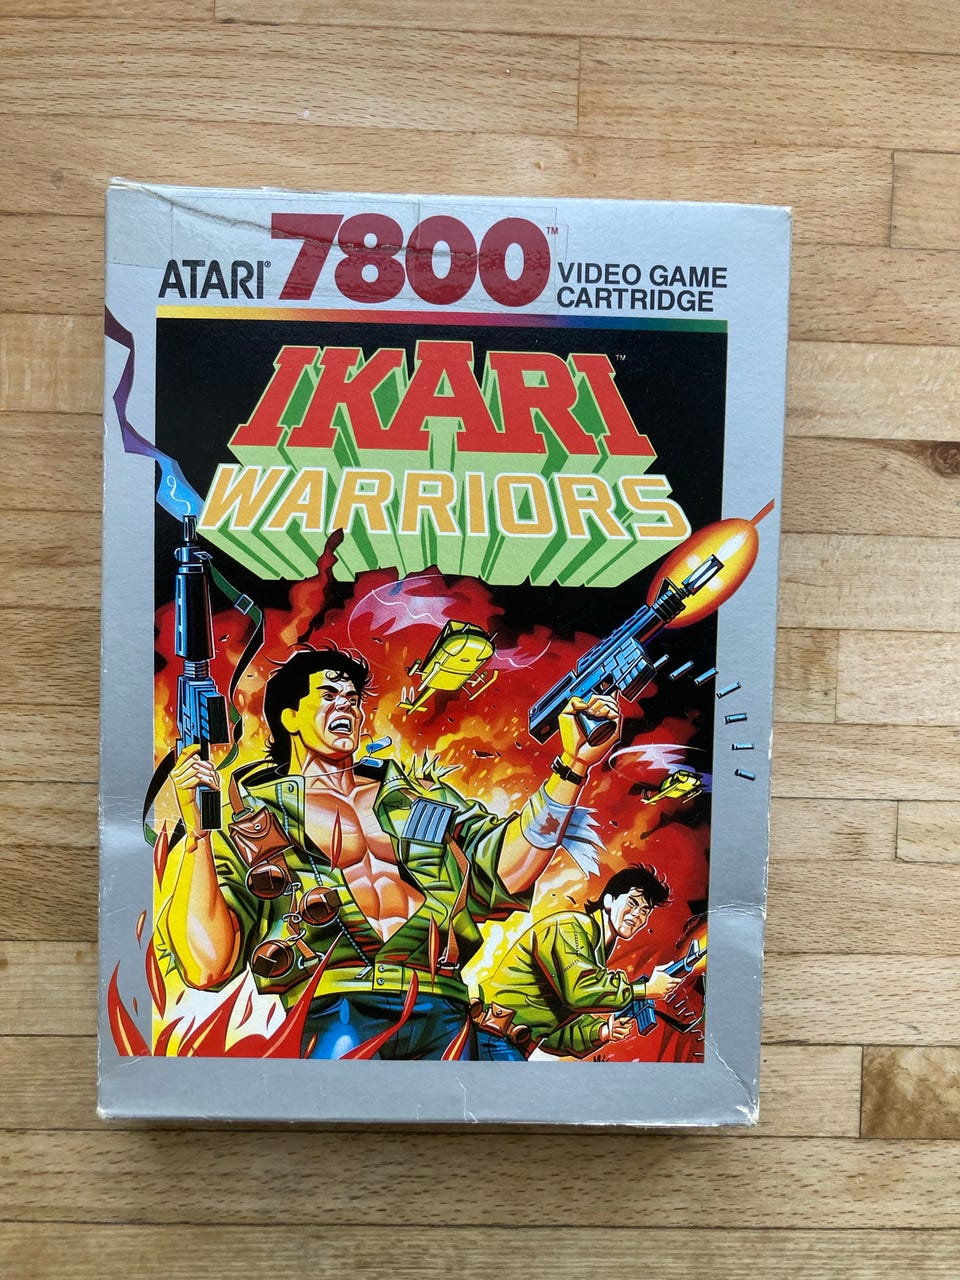 ATARI® 7800™ VIDEO GAME
CARTRIDGE
IKARI™
WARRIORS